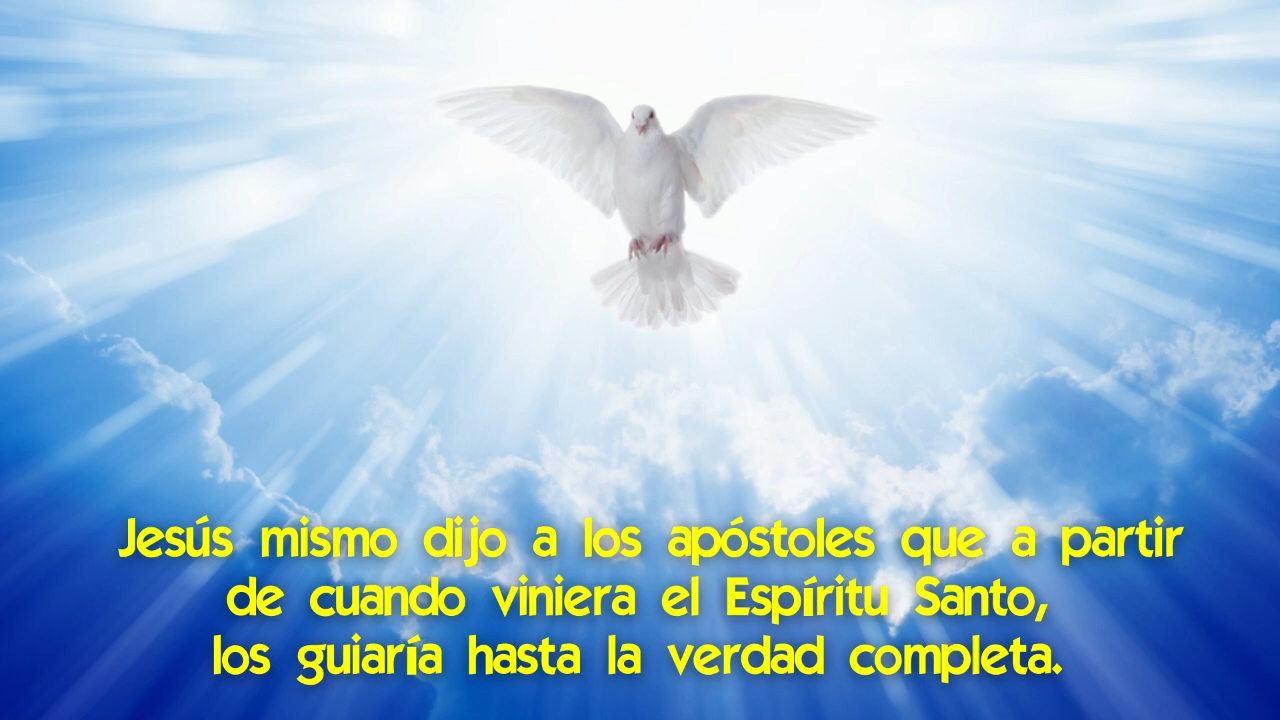 Jesús mismo dijo a los apóstoles que a partir
de cuando viniera el Espíritu Santo,
los guiaría hasta la verdad completa.